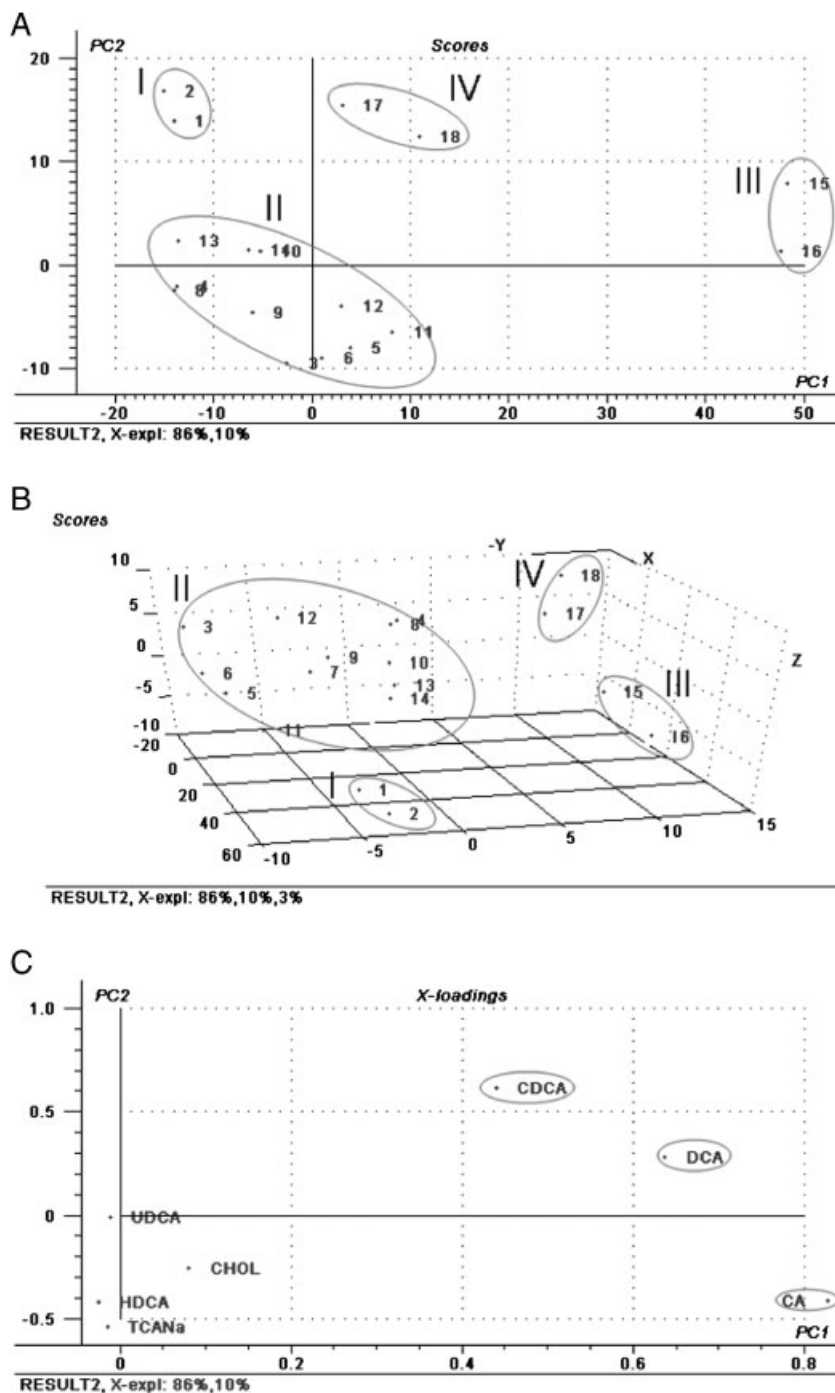 A
PC2 Scores
20
I
2
1
17
IV
18
10
III
15
II
13
14 10
16
0
8 4
9
12
11
5
6
3
-10
PC1
-20 -10 0 10 20 30 40 50
RESULT2, X-expl: 86%,10%
B
Scores
10
-Y
X
II
IV
18
5
3
12
8 4
17
0
9
10
Z
6
7
-5
5
13
14
15
III
-10
11
16
-20
0
I
1
20
2
40
15
60
-10
-5
0
5
10
RESULT2, X-expl: 86%,10%,3%
C
PC2 X-loadings
1.0
CDCA
0.5
DCA
0
UDCA
CHOL
HDCA
CA
-0.5
TCANa
PC1
0 0.2 0.4 0.6 0.8
RESULT2, X-expl: 86%,10%